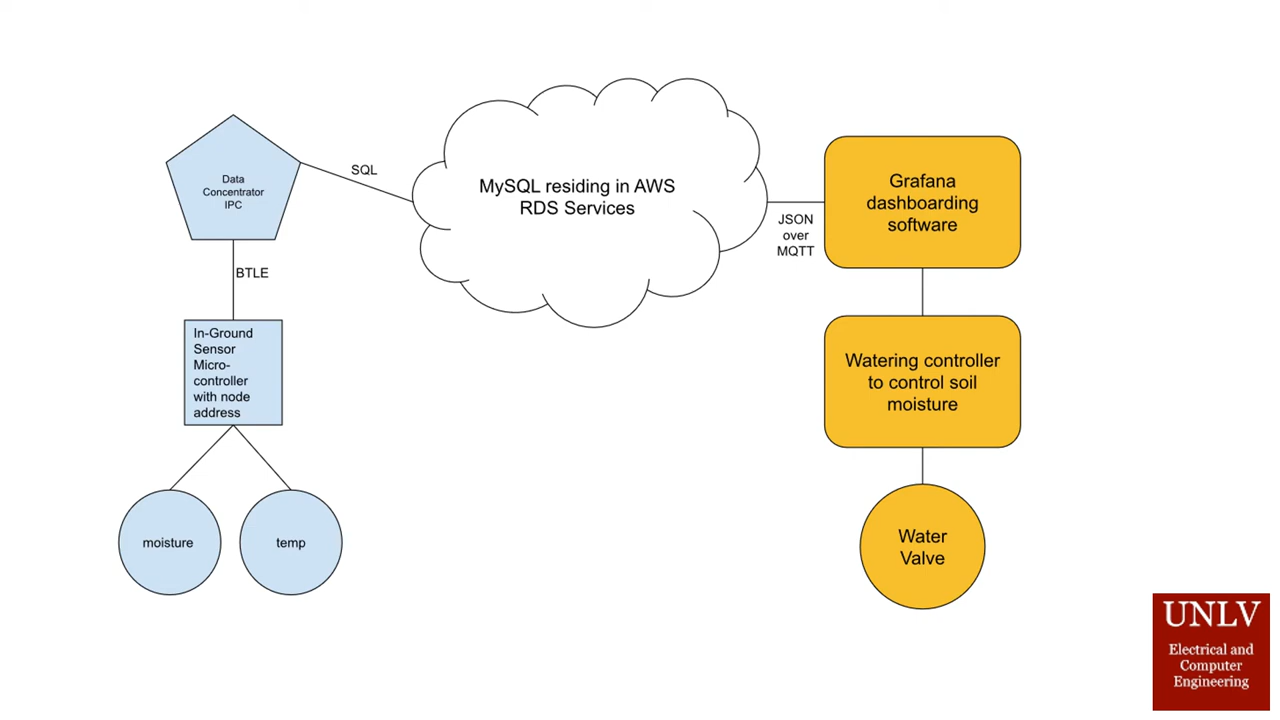 Data
Concentrator
IPC
SQL
MySQL residing in AWS
RDS Services
JSON
over
MQTT
Grafana
dashboarding
software
BTLE
In-Ground
Sensor
Micro-
controller
with node
address
Watering controller
to control soil
moisture
moisture
temp
Water
Valve
UNLV
Electrical and
Computer
Engineering